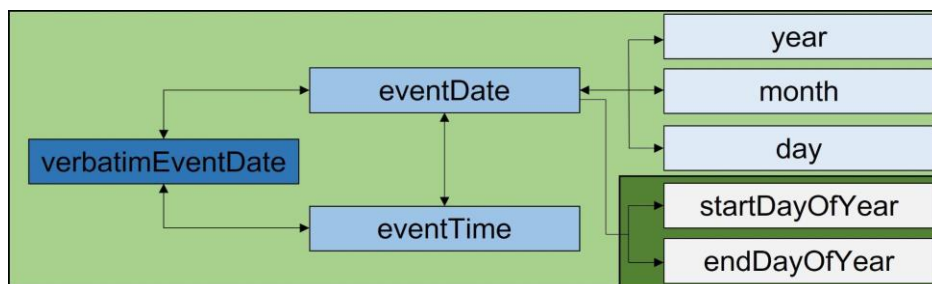 verbatimEventDate
eventDate
eventTime
year
month
day
startDayOfYear
endDayOfYear